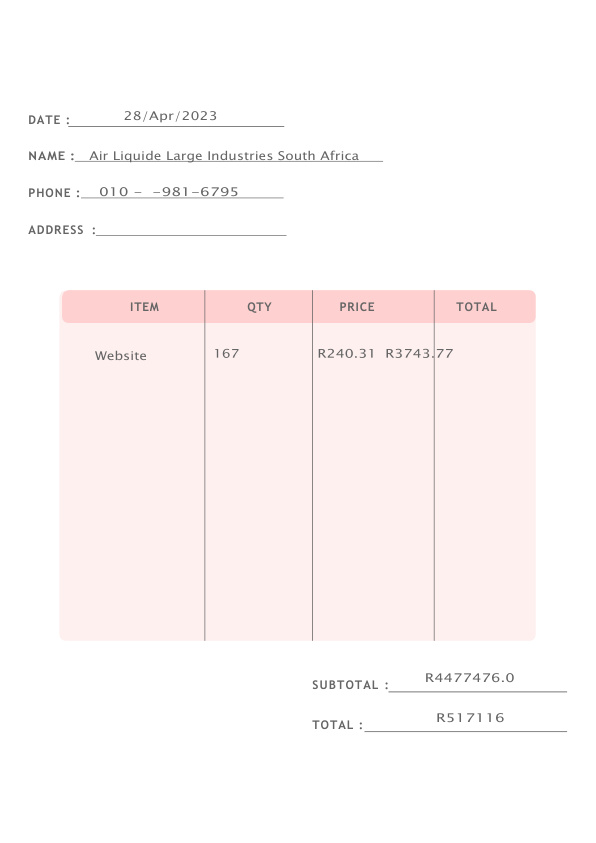 DATE : 28/Apr/2023
NAME : Air Liquide Large Industries South Africa
PHONE : 010 – –981–6795
ADDRESS :
ITEM QTY PRICE TOTAL
Website 167 R240.31 R3743.77
SUBTOTAL : R4477476.0
TOTAL : R517116